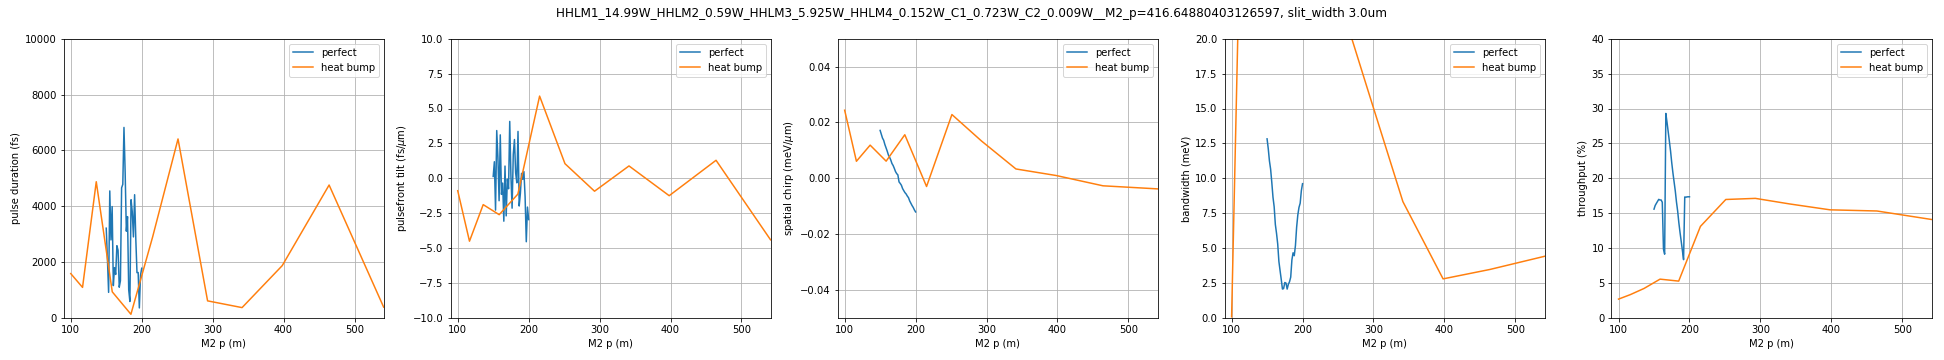 HHLM1_14.99W_HHLM2_0.59W_HHLM3_5.925W_HHLM4_0.152W_C1_0.723W_C2_0.009W__M2_p=416.64880403126597, slit_width 3.0um
pulse duration (fs)
10000
8000
6000
4000
2000
0
perfect
heat bump
100 200 300 400 500
M2 p (m)
pulsefront tilt (fs/μm)
10.0
7.5
5.0
2.5
0.0
−2.5
−5.0
−7.5
−10.0
perfect
heat bump
100 200 300 400 500
M2 p (m)
spatial chirp (meV/μm)
0.04
0.02
0.00
−0.02
−0.04
perfect
heat bump
100 200 300 400 500
M2 p (m)
bandwidth (meV)
20.0
17.5
15.0
12.5
10.0
7.5
5.0
2.5
0.0
perfect
heat bump
100 200 300 400 500
M2 p (m)
throughput (%)
40
35
30
25
20
15
10
5
0
perfect
heat bump
100 200 300 400 500
M2 p (m)